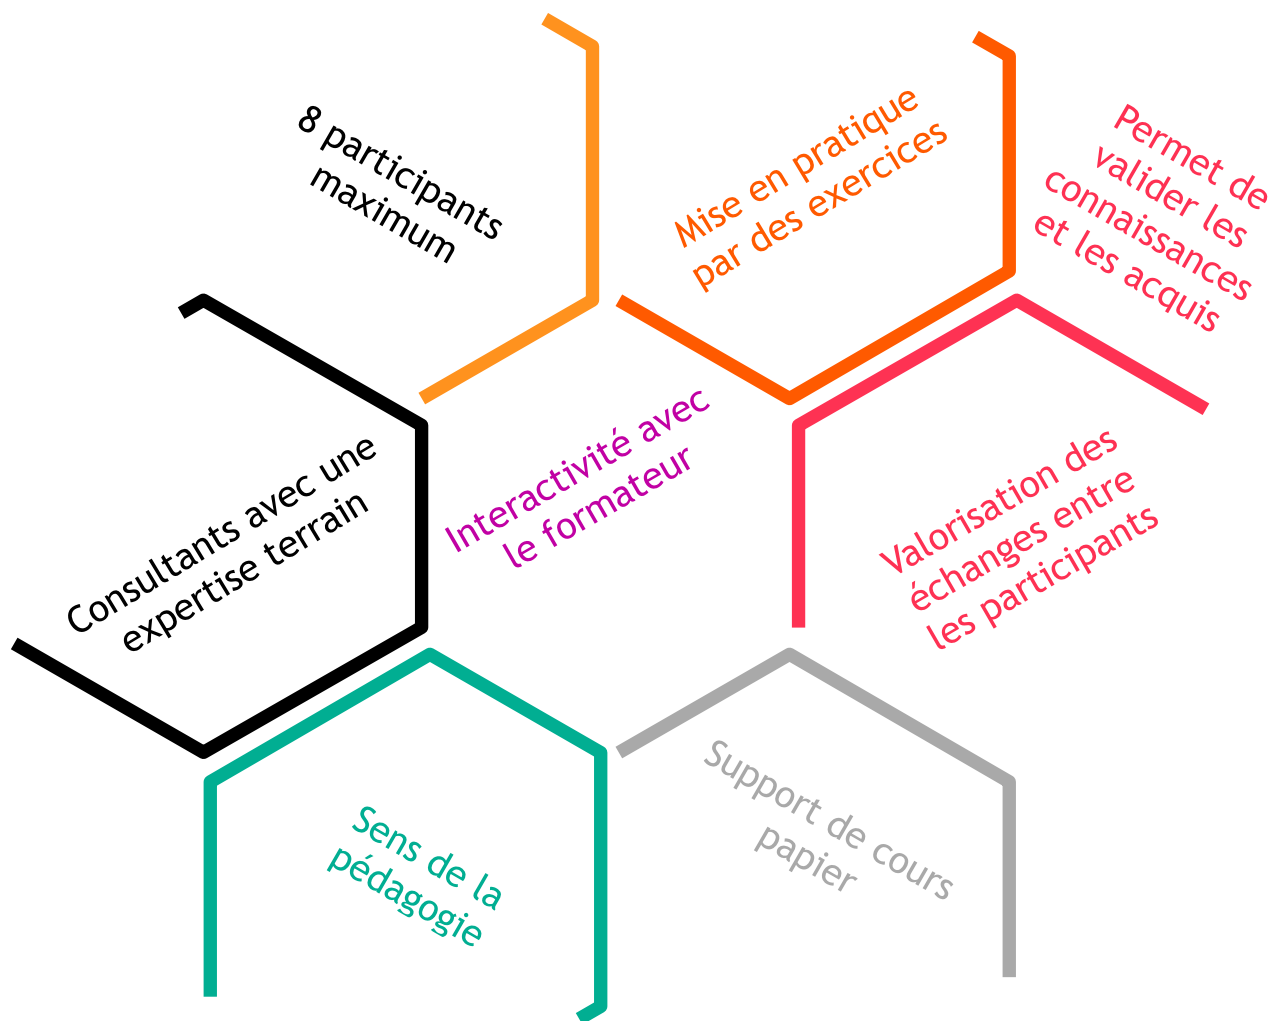 8 participants
maximum
Mise en pratique
par des exercices
Permet de
valider les
connaissances
et les acquis
Consultants avec une
expertise terrain
Interactivité avec
le formateur
Valorisation des
échanges entre
les participants
Sens de la
pédagogie
Support de cours
papier